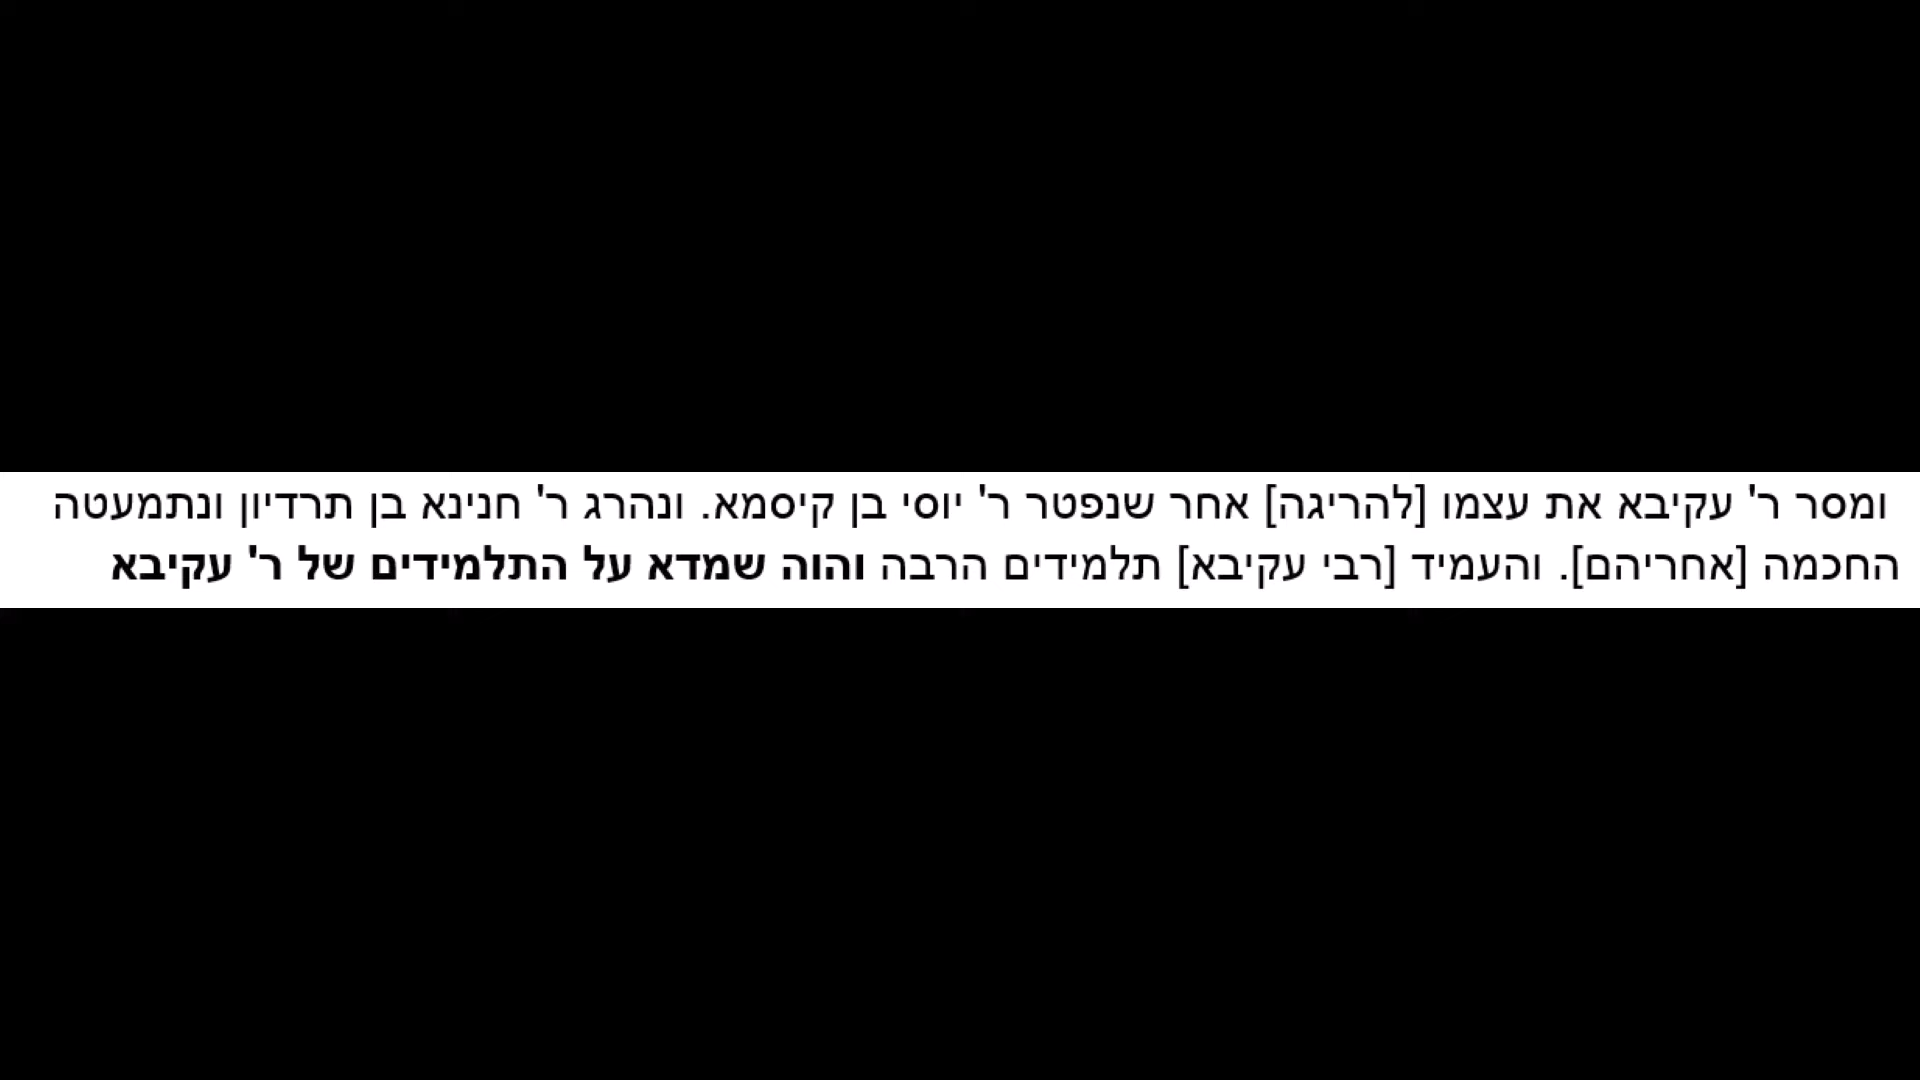 ומסר ר' עקיבא את עצמו [להריגה] אחר שנפטר ר' יוסי בן קיסמא. ונהרג ר' חנינא בן תרדיון ונתמעטה
החכמה [אחריהם]. והעמיד [רבי עקיבא] תלמידים הרבה והוה שמדא על התלמידים של ר' עקיבא